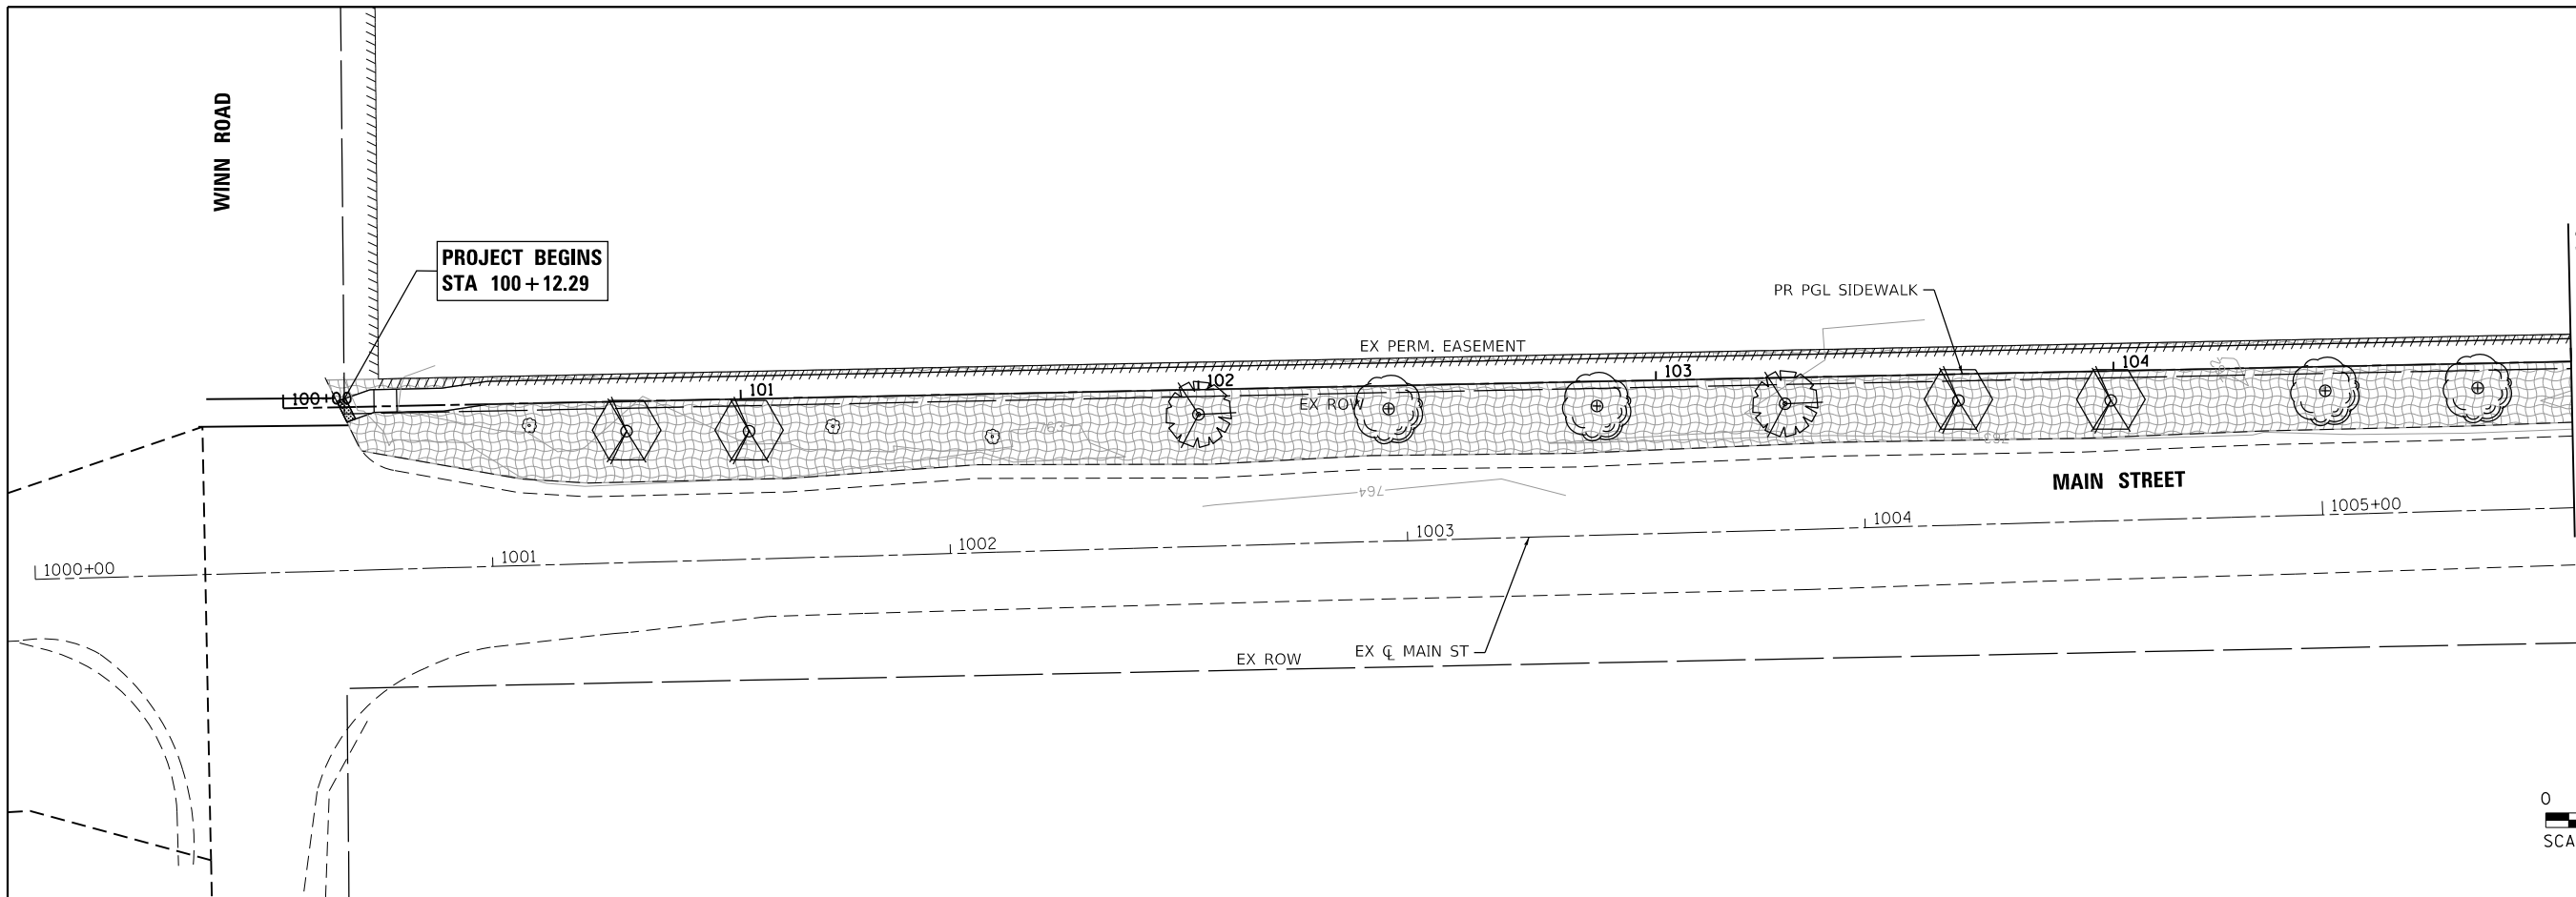 WINN ROAD
PROJECT BEGINS
STA 100+12.29
PR PGL SIDEWALK
EX PERM. EASEMENT
100+00
101
102
103
104
EX ROW
763
763
764
MAIN STREET
1000+00
1001
1002
1003
1004
1005+00
EX ROW
EX ℄ MAIN ST
0
SCA